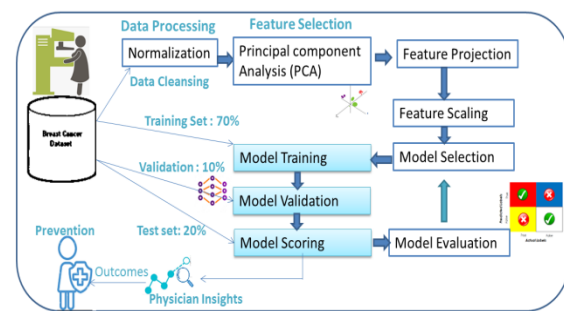 Data Processing
Feature Selection
Normalization
Principal component
Analysis (PCA)
Feature Projection
Data Cleansing
Breast Cancer
Dataset
Training Set : 70%
Feature Scaling
Model Training
Model Selection
Validation : 10%
Model Validation
Test set: 20%
Model Scoring
Model Evaluation
Prevention
Outcomes
Physician Insights